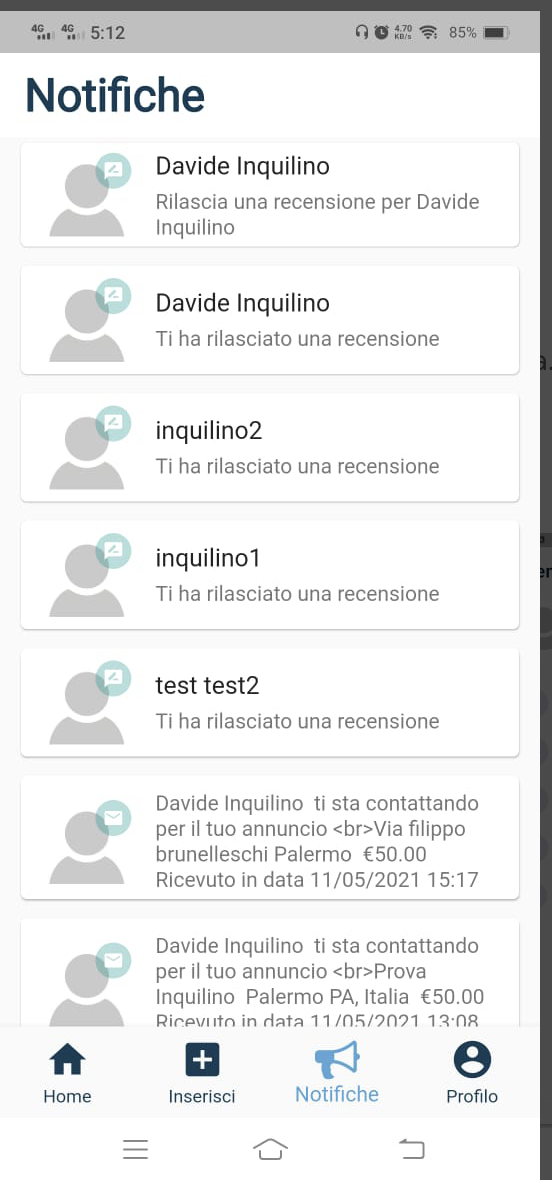 4G 4G 5:12 4.70 KB/s 85%
Notifiche
Davide Inquilino
Rilascia una recensione per Davide
Inquilino
Davide Inquilino
Ti ha rilasciato una recensione
inquilino2
Ti ha rilasciato una recensione
inquilino1
Ti ha rilasciato una recensione
test test2
Ti ha rilasciato una recensione
Davide Inquilino  ti sta contattando
per il tuo annuncio <br>Via filippo
brunelleschi Palermo  €50.00
Ricevuto in data 11/05/2021 15:17
Davide Inquilino  ti sta contattando
per il tuo annuncio <br>Prova
Inquilino  Palermo PA, Italia  €50.00
Ricevuto in data 11/05/2021 13:08
Home Inserisci Notifiche Profilo